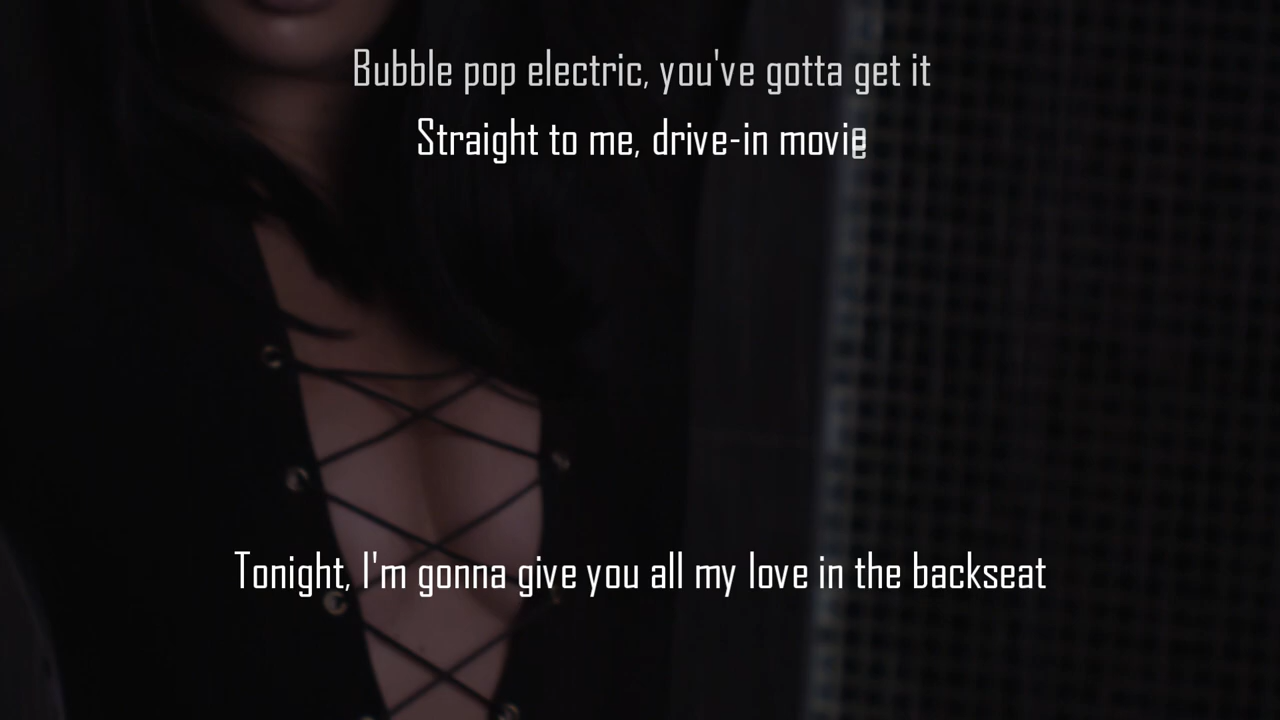 Bubble pop electric, you've gotta get it
Straight to me, drive-in movie
Tonight, I'm gonna give you all my love in the backseat